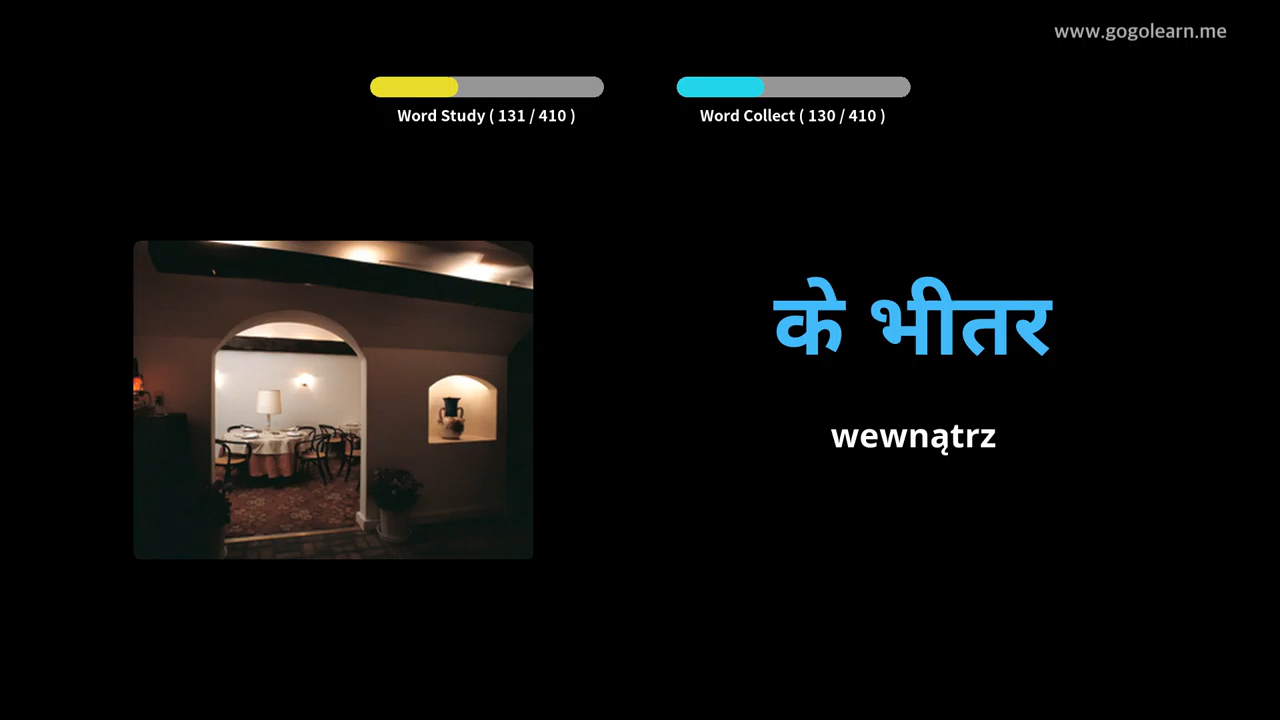 www.gogolearn.me
Word Study ( 131 / 410 )
Word Collect ( 130 / 410 )
के भीतर
wewnątrz